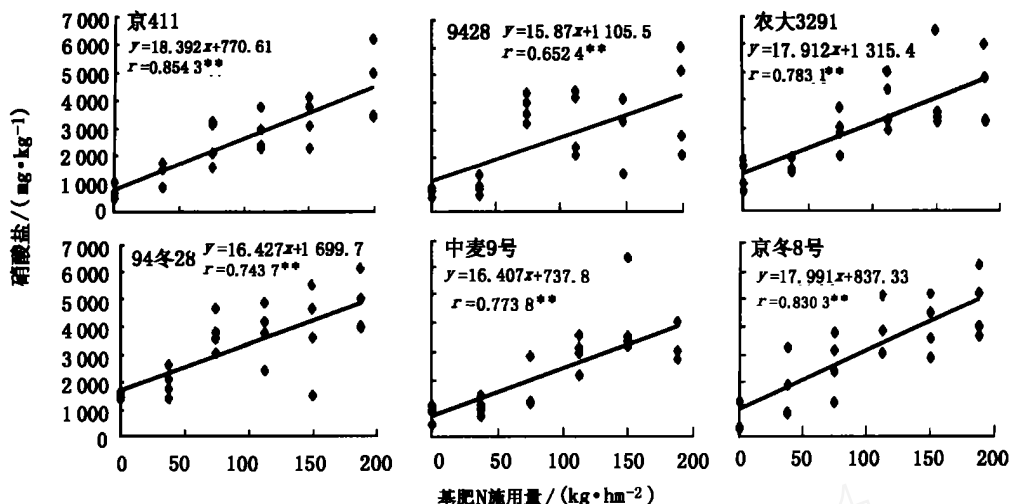 硝酸盐/(mg·kg⁻¹)
7 000
6 000
5 000
4 000
3 000
2 000
1 000
0
京411
y=18.392x+770.61
r=0.854 3**
9428
y=15.87x+1 105.5
r=0.652 4**
农大3291
y=17.912x+1 315.4
r=0.783 1**
7 000
6 000
5 000
4 000
3 000
2 000
1 000
0
94冬28
y=16.427x+1 699.7
r=0.743 7**
中麦9号
y=16.407x+737.8
r=0.773 8**
京冬8号
y=17.991x+837.33
r=0.830 3**
0 50 100 150 200
0 50 100 150 200
0 50 100 150 200
基肥N施用量/(kg·hm⁻²)